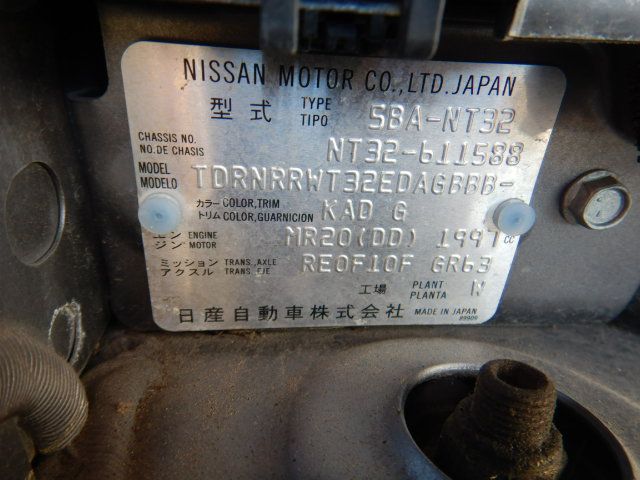 NISSAN MOTOR CO.,LTD.JAPAN
型式 TYPE TIPO 5BA-NT32
CHASSIS NO. NO.DE CHASIS NT32-611588
MODEL MODELO TDRNRRWT32EDAGBBB-
カラー COLOR,TRIM トリム COLOR,GUARNICION KAD G
エンジン ENGINE MOTOR MR20(DD) 1997 cc
ミッション アクスル TRANS.,AXLE TRANS.,EJE RE0F10F GR63
工場 PLANT PLANTA N
日産自動車株式会社 MADE IN JAPAN